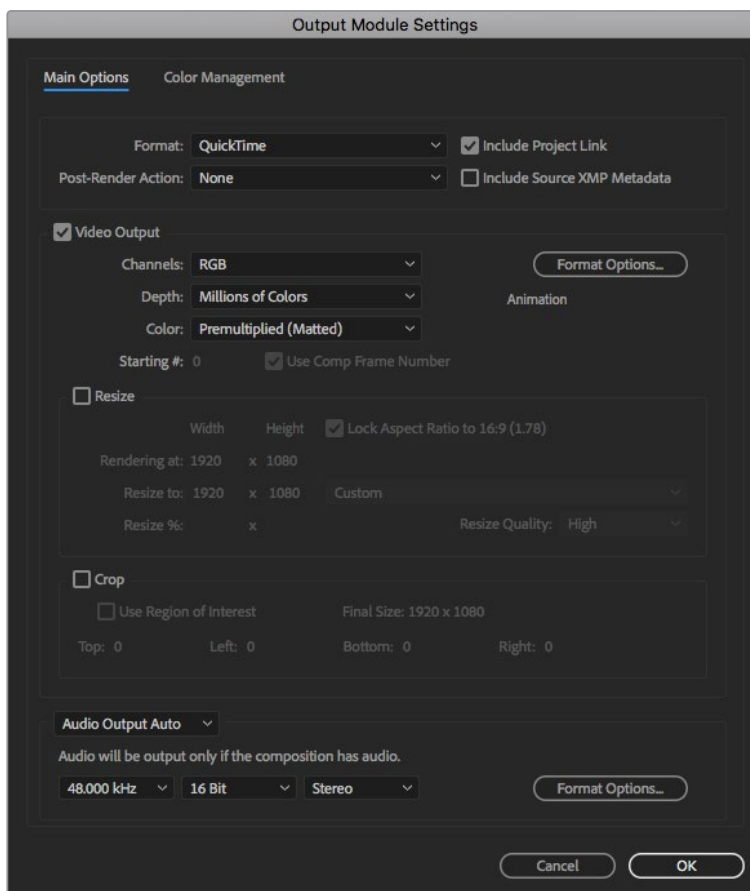 Output Module Settings
Main Options Color Management
Format: QuickTime Include Project Link
Post-Render Action: None Include Source XMP Metadata
Video Output
Channels: RGB Format Options...
Depth: Millions of Colors Animation
Color: Premultiplied (Matted)
Starting #: 0 Use Comp Frame Number
Resize
Width Height Lock Aspect Ratio to 16:9 (1.78)
Rendering at: 1920 x 1080
Resize to: 1920 x 1080 Custom
Resize %: x Resize Quality: High
Crop
Use Region of Interest Final Size: 1920 x 1080
Top: 0 Left: 0 Bottom: 0 Right: 0
Audio Output Auto
Audio will be output only if the composition has audio.
48.000 kHz 16 Bit Stereo Format Options...
Cancel OK